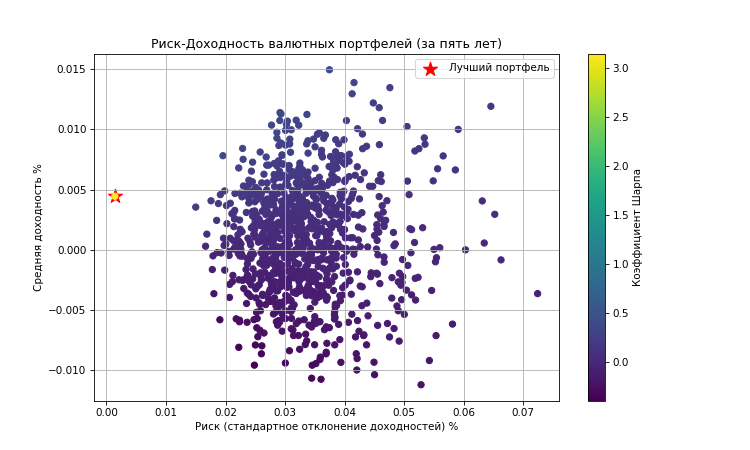 Риск-Доходность валютных портфелей (за пять лет)
Лучший портфель
Средняя доходность %
0.015
0.010
0.005
0.000
−0.005
−0.010
0.00 0.01 0.02 0.03 0.04 0.05 0.06 0.07
Риск (стандартное отклонение доходностей) %
3.0
2.5
2.0
1.5
1.0
0.5
0.0
Коэффициент Шарпа